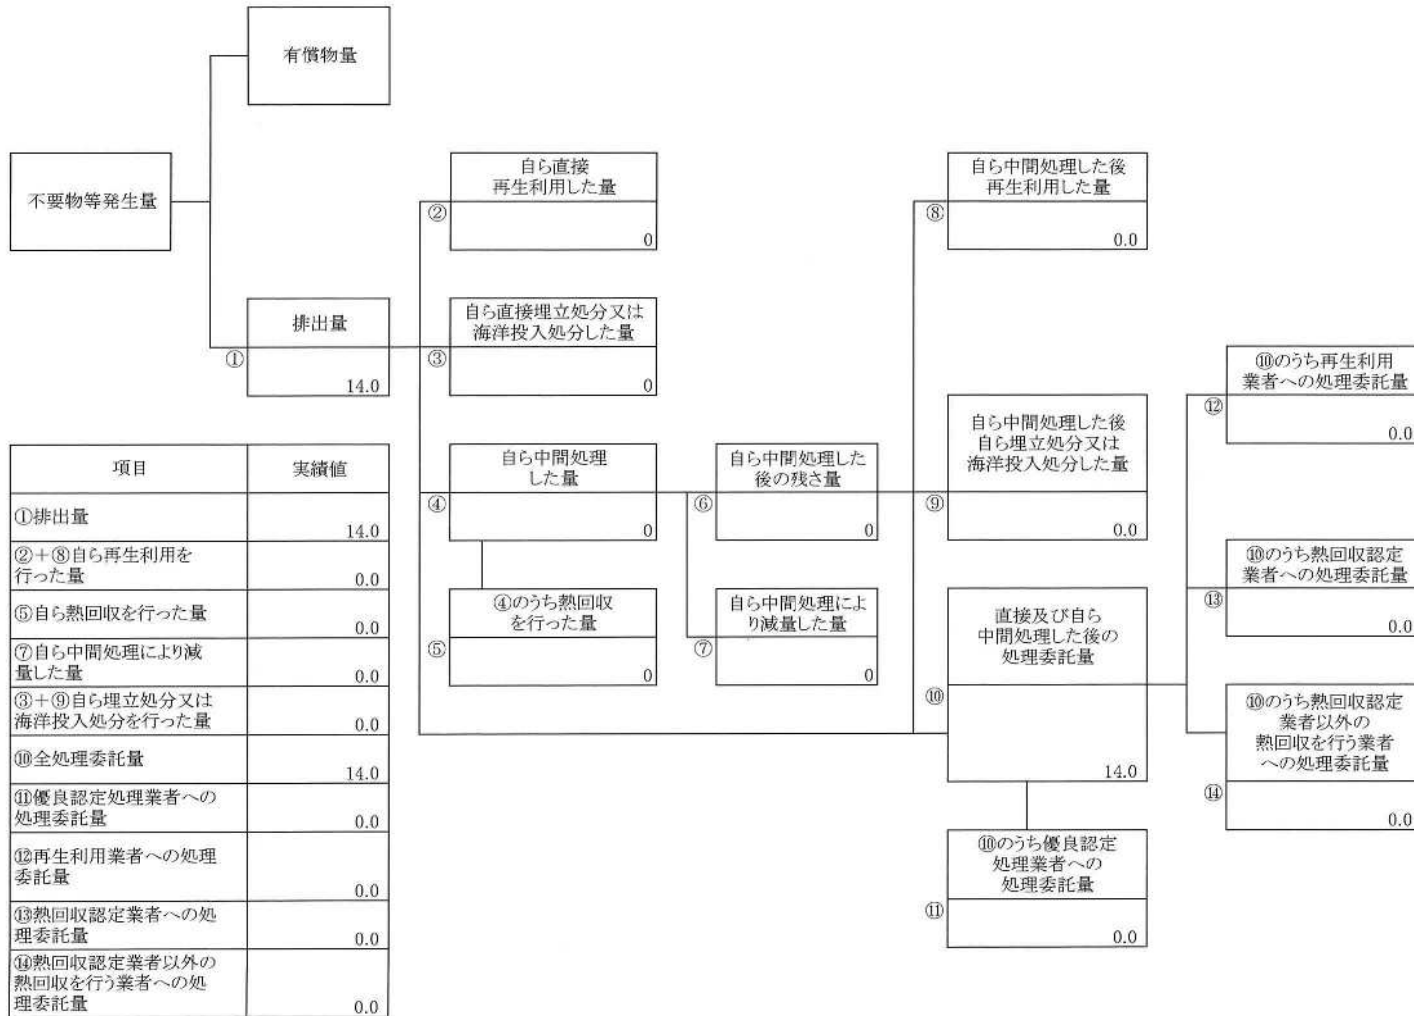 有償物量
不要物等発生量
排出量
①
14.0
自ら直接
再生利用した量
②
0
自ら直接埋立処分又は
海洋投入処分した量
③
0
自ら中間処理
した量
④
0
④のうち熱回収
を行った量
⑤
0
自ら中間処理した
後の残さ量
⑥
0
自ら中間処理によ
り減量した量
⑦
0
自ら中間処理した後
再生利用した量
⑧
0.0
自ら中間処理した後
自ら埋立処分又は
海洋投入処分した量
⑨
0.0
直接及び自ら
中間処理した後の
処理委託量
⑩
14.0
⑩のうち優良認定
処理業者への
処理委託量
⑪
0.0
⑩のうち再生利用
業者への処理委託量
⑫
0.0
⑩のうち熱回収認定
業者への処理委託量
⑬
0.0
⑩のうち熱回収認定
業者以外の
熱回収を行う業者
への処理委託量
⑭
0.0
項目 実績値
①排出量
14.0
②+⑧自ら再生利用を
行った量
0.0
⑤自ら熱回収を行った量
0.0
⑦自ら中間処理により減
量した量
0.0
③+⑨自ら埋立処分又は
海洋投入処分を行った量
0.0
⑩全処理委託量
14.0
⑪優良認定処理業者への
処理委託量
0.0
⑫再生利用業者への処理
委託量
0.0
⑬熱回収認定業者への処
理委託量
0.0
⑭熱回収認定業者以外の
熱回収を行う業者への処
理委託量
0.0